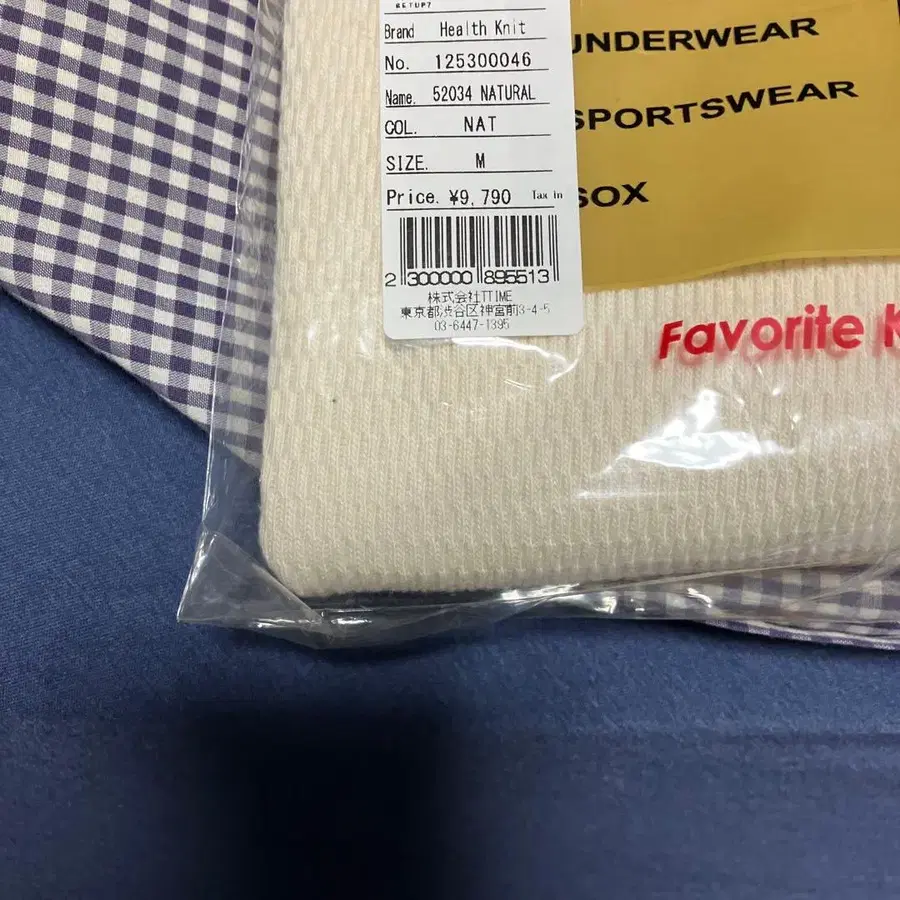 SETUP7
Brand Health Knit
No. 125300046
Name. 52034 NATURAL
COL. NAT
SIZE. M
Price. ¥9,790 Tax in
2 300000 895513
株式会社TTIME
東京都渋谷区神宮前3-4-5
03-6447-1395
UNDERWEAR
SPORTSWEAR
SOX
Favorite K